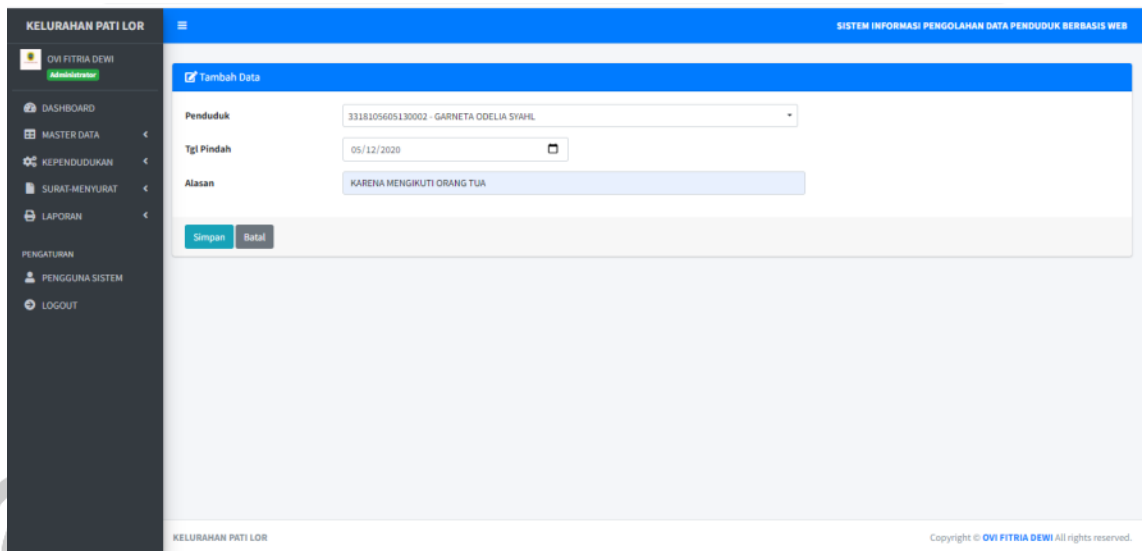 KELURAHAN PATI LOR
SISTEM INFORMASI PENGOLAHAN DATA PENDUDUK BERBASIS WEB
OVI FITRIA DEWI
Administrator
DASHBOARD
MASTER DATA
KEPENDUDUKAN
SURAT-MENYURAT
LAPORAN
PENGATURAN
PENGGUNA SISTEM
LOGOUT
Tambah Data
Penduduk
3318105605130002 - GARNETA ODELIA SYAHL
Tgl Pindah
05/12/2020
Alasan
KARENA MENGIKUTI ORANG TUA
Simpan Batal
KELURAHAN PATI LOR
Copyright © OVI FITRIA DEWI All rights reserved.